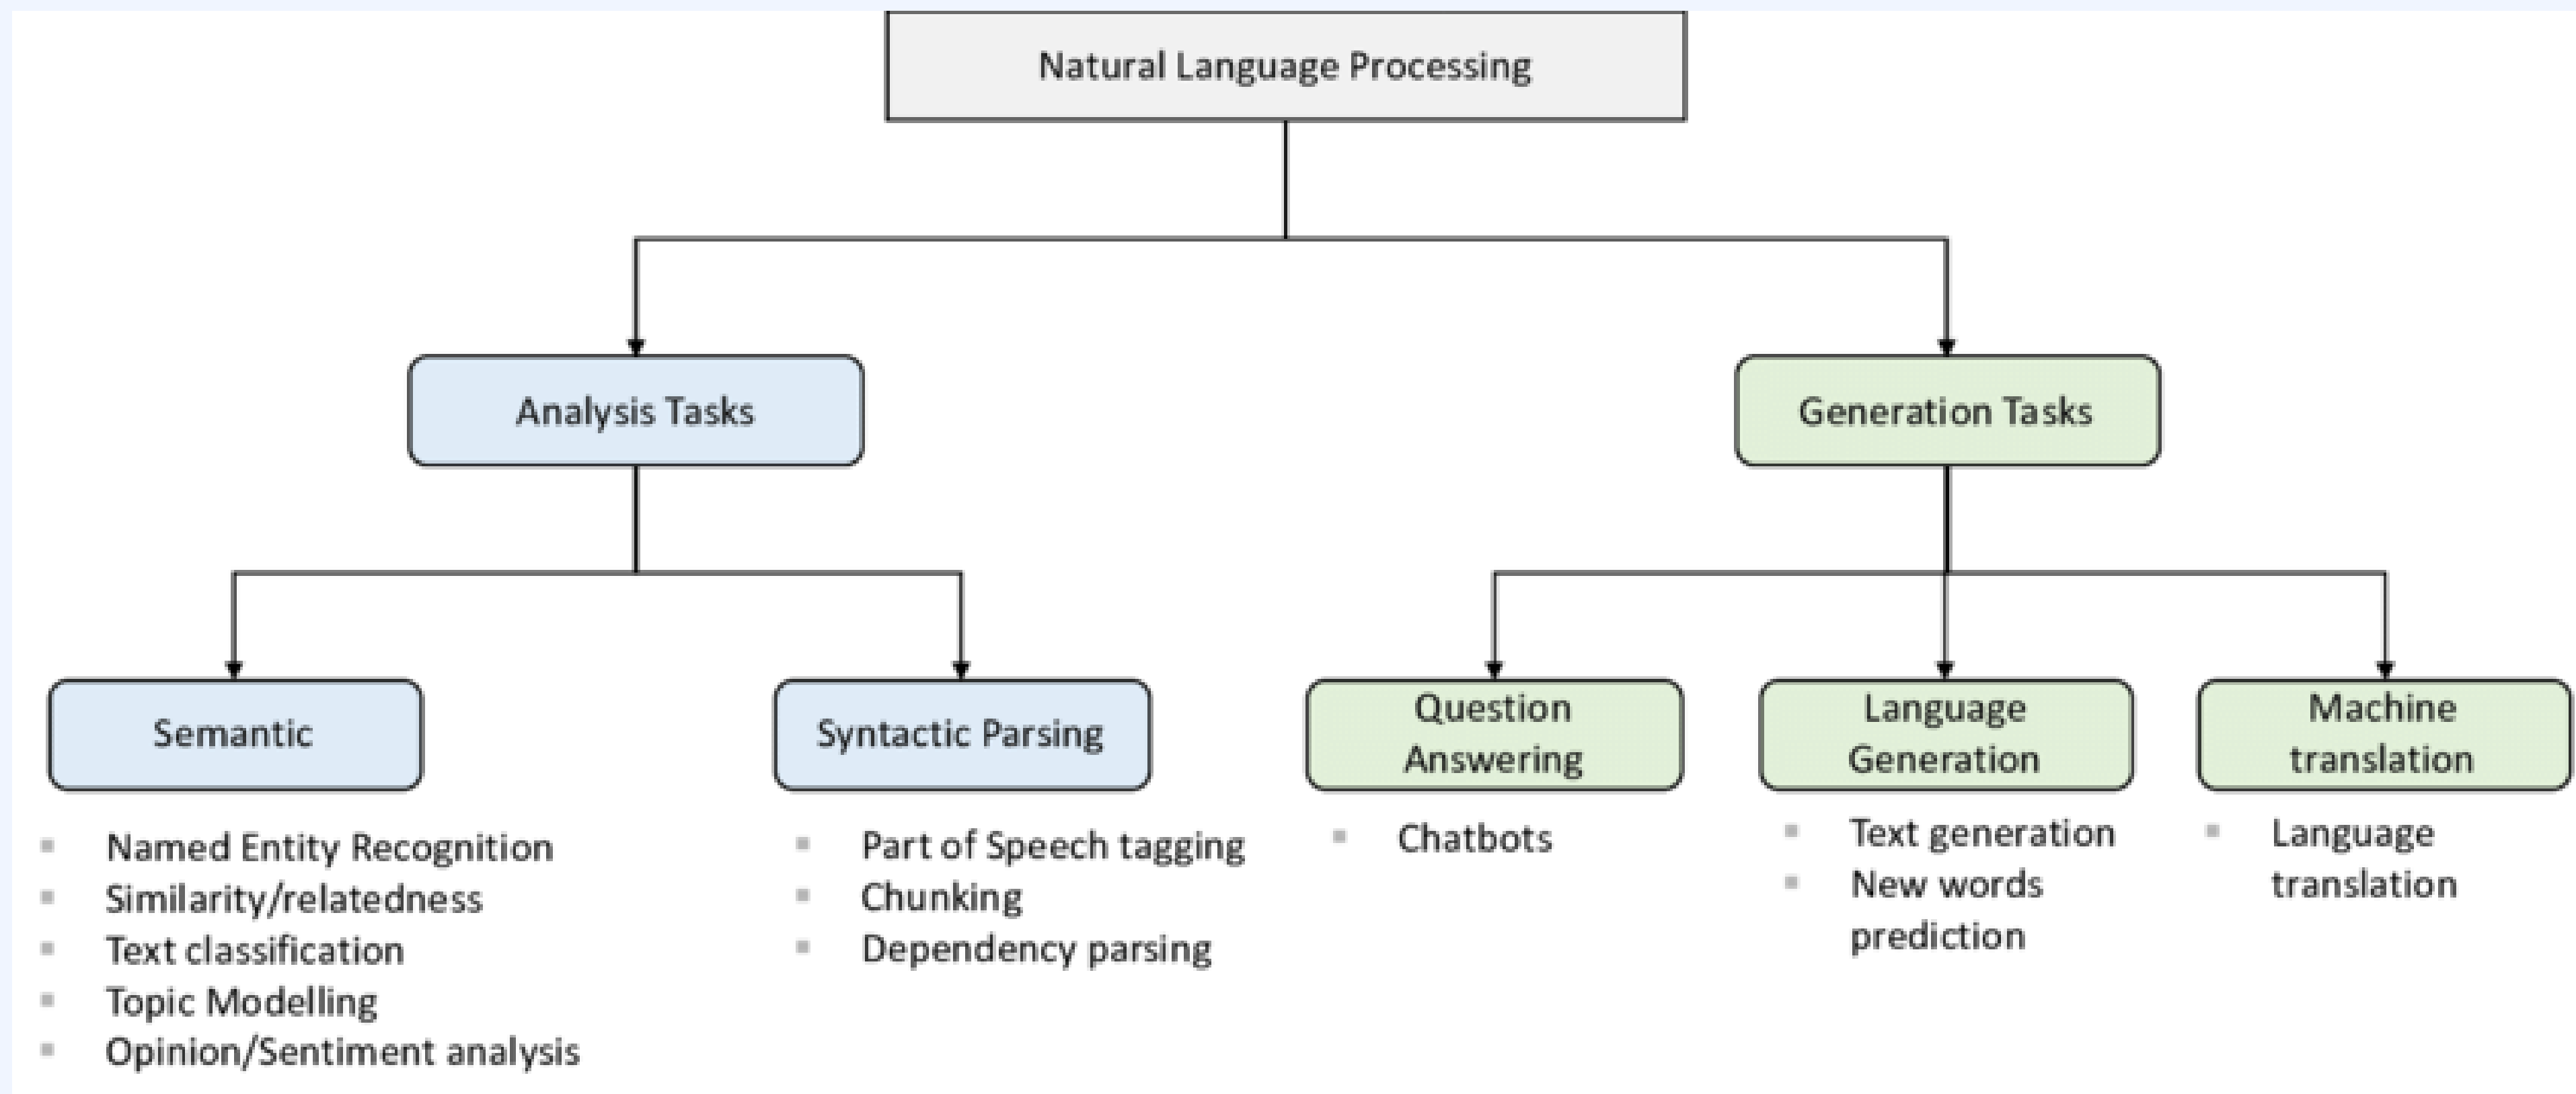 Natural Language Processing
Analysis Tasks
Generation Tasks
Semantic
Syntactic Parsing
Question
Answering
Language
Generation
Machine
translation
Named Entity Recognition
Similarity/relatedness
Text classification
Topic Modelling
Opinion/Sentiment analysis
Part of Speech tagging
Chunking
Dependency parsing
Chatbots
Text generation
New words
prediction
Language
translation